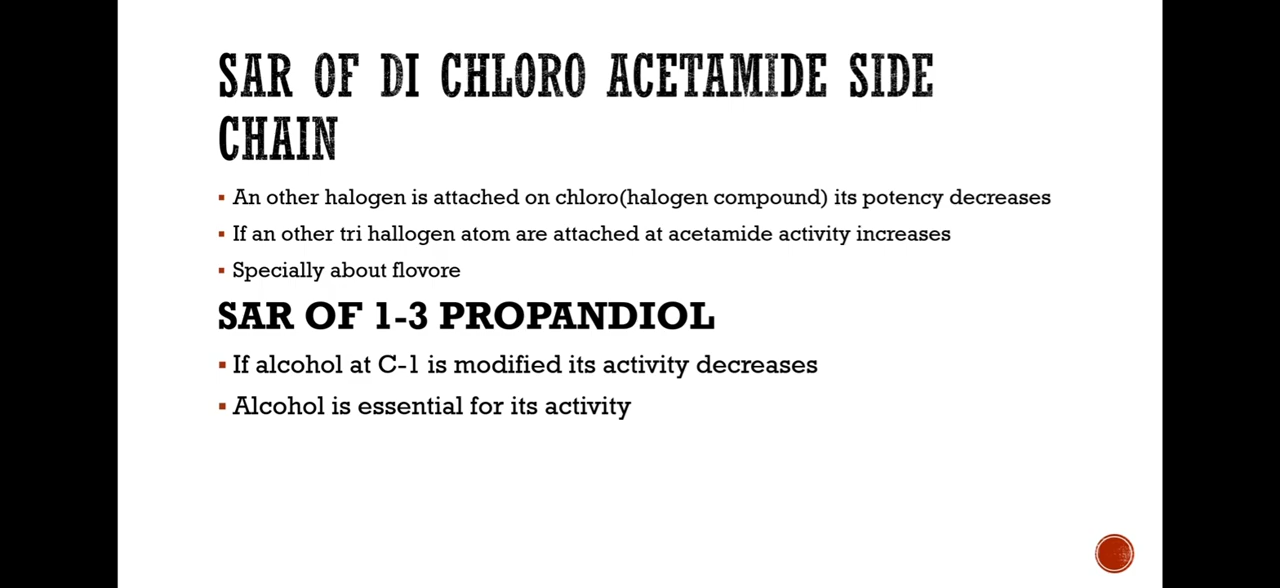 SAR OF DI CHLORO ACETAMIDE SIDE
CHAIN
▪ An other halogen is attached on chloro(halogen compound) its potency decreases
▪ If an other tri hallogen atom are attached at acetamide activity increases
▪ Specially about flovore
SAR OF 1-3 PROPANDIOL
▪ If alcohol at C-1 is modified its activity decreases
▪ Alcohol is essential for its activity